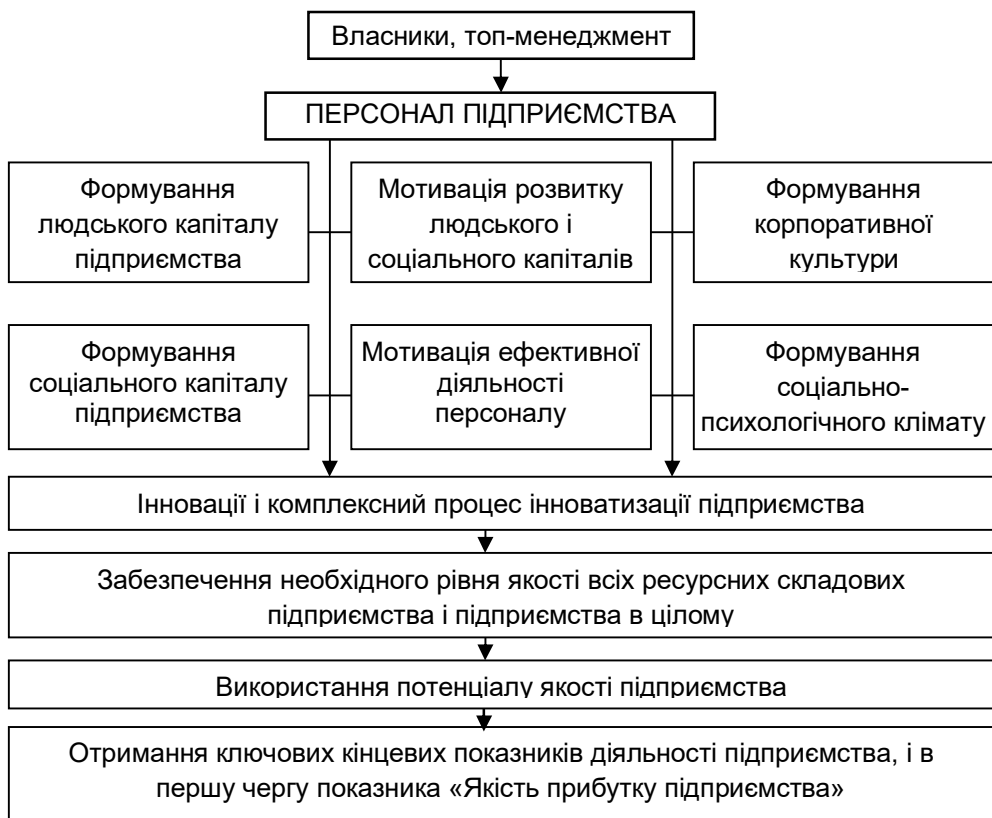 Власники, топ-менеджмент
ПЕРСОНАЛ ПІДПРИЄМСТВА
Формування
людського капіталу
підприємства
Мотивація розвитку
людського і
соціального капіталів
Формування
корпоративної
культури
Формування
соціального капіталу
підприємства
Мотивація ефективної
діяльності
персоналу
Формування
соціально-
психологічного клімату
Інновації і комплексний процес інноватизації підприємства
Забезпечення необхідного рівня якості всіх ресурсних складових
підприємства і підприємства в цілому
Використання потенціалу якості підприємства
Отримання ключових кінцевих показників діяльності підприємства, і в
першу чергу показника «Якість прибутку підприємства»